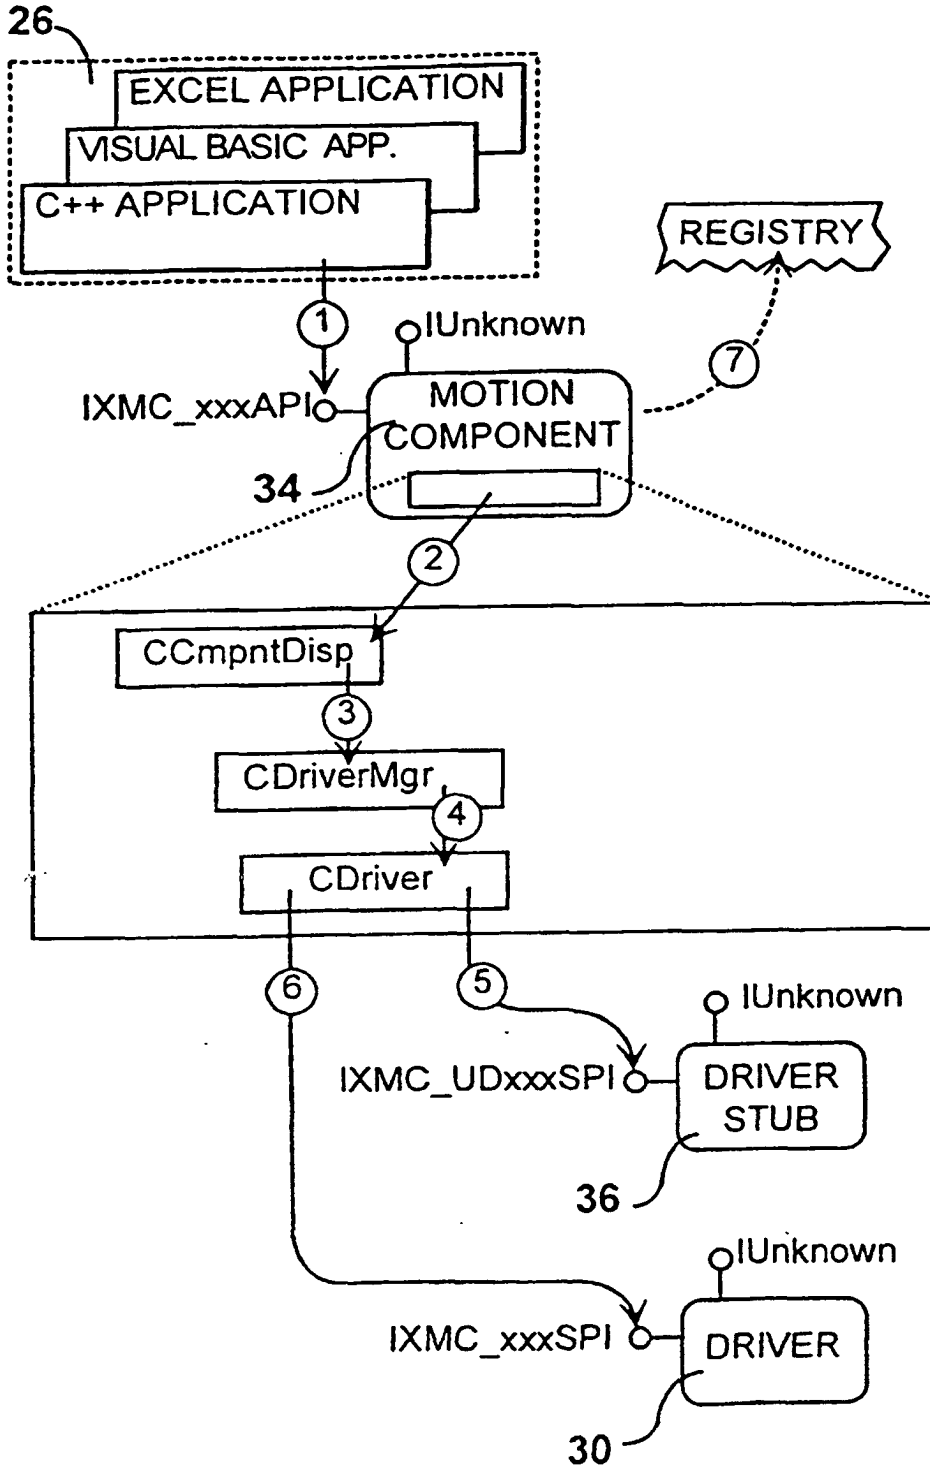 26
EXCEL APPLICATION
VISUAL BASIC APP.
C++ APPLICATION
REGISTRY
1
IUnknown
7
IXMC_xxxAPI
MOTION
COMPONENT
34
2
CCmpntDisp
3
CDriverMgr
4
CDriver
6
5
IUnknown
IXMC_UDxxxSPI
DRIVER
STUB
36
IUnknown
IXMC_xxxSPI
DRIVER
30